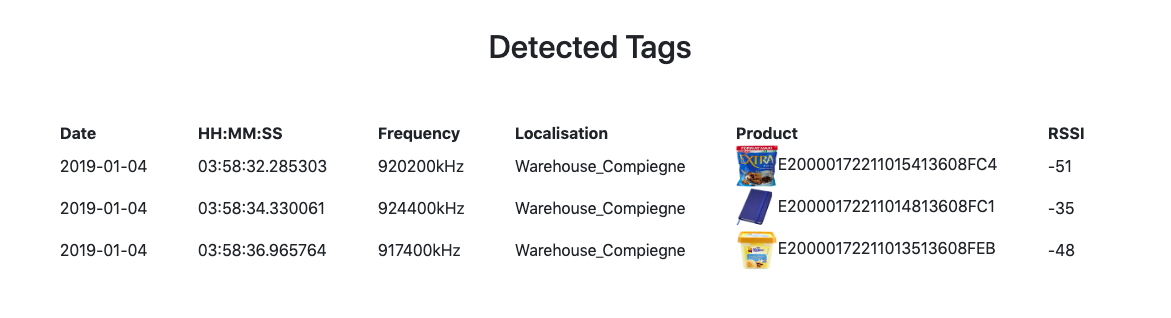 Detected Tags
Date HH:MM:SS Frequency Localisation Product RSSI
2019-01-04 03:58:32.285303 920200kHz Warehouse_Compiegne EXTRA E20000172211015413608FC4 -51
2019-01-04 03:58:34.330061 924400kHz Warehouse_Compiegne E20000172211014813608FC1 -35
2019-01-04 03:58:36.965764 917400kHz Warehouse_Compiegne E20000172211013513608FEB -48